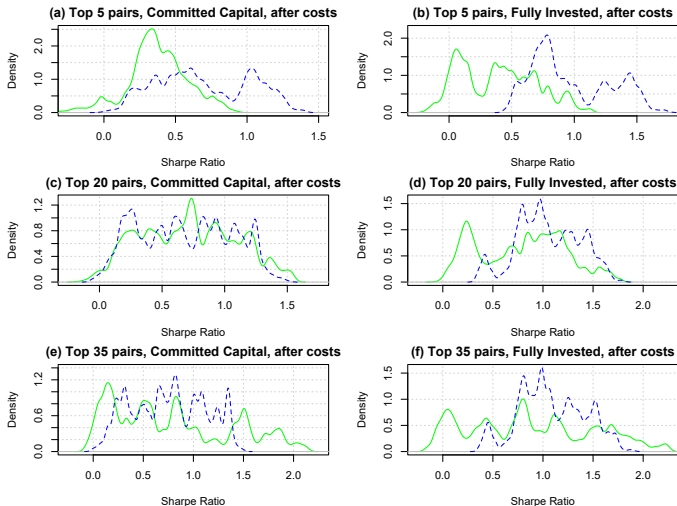 (a) Top 5 pairs, Committed Capital, after costs
Density
0.0 1.0 2.0
0.0 0.5 1.0 1.5
Sharpe Ratio
(b) Top 5 pairs, Fully Invested, after costs
Density
0.0 1.0 2.0
0.0 0.5 1.0 1.5
Sharpe Ratio
(c) Top 20 pairs, Committed Capital, after costs
Density
0.0 0.4 0.8 1.2
0.0 0.5 1.0 1.5
Sharpe Ratio
(d) Top 20 pairs, Fully Invested, after costs
Density
0.0 0.5 1.0 1.5
0.0 0.5 1.0 1.5 2.0
Sharpe Ratio
(e) Top 35 pairs, Committed Capital, after costs
Density
0.0 0.4 0.8 1.2
0.0 0.5 1.0 1.5 2.0
Sharpe Ratio
(f) Top 35 pairs, Fully Invested, after costs
Density
0.0 0.5 1.0 1.5
0.0 0.5 1.0 1.5 2.0
Sharpe Ratio